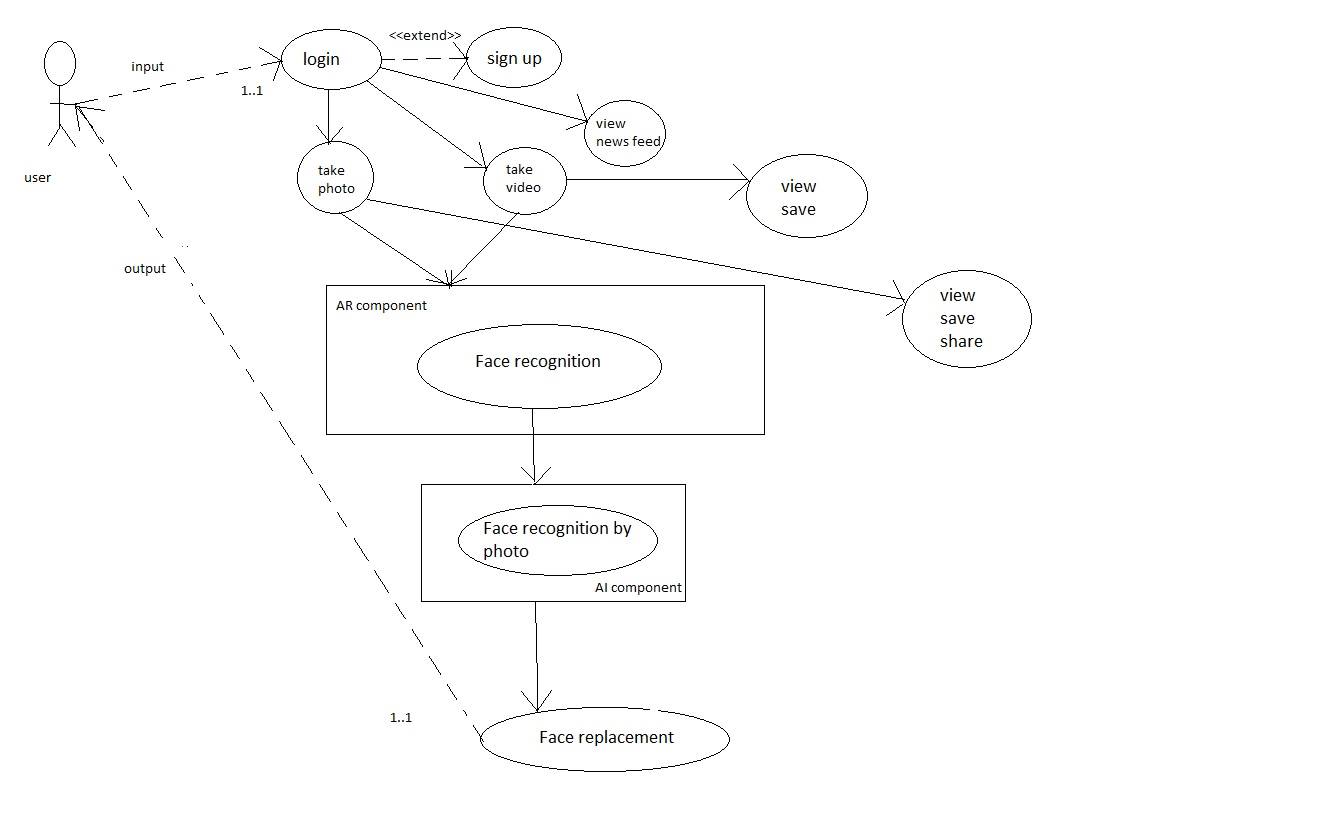 <<extend>>
login
sign up
input
1..1
view
news feed
take
photo
take
video
user
view
save
output
AR component
view
save
share
Face recognition
Face recognition by
photo
AI component
1..1
Face replacement